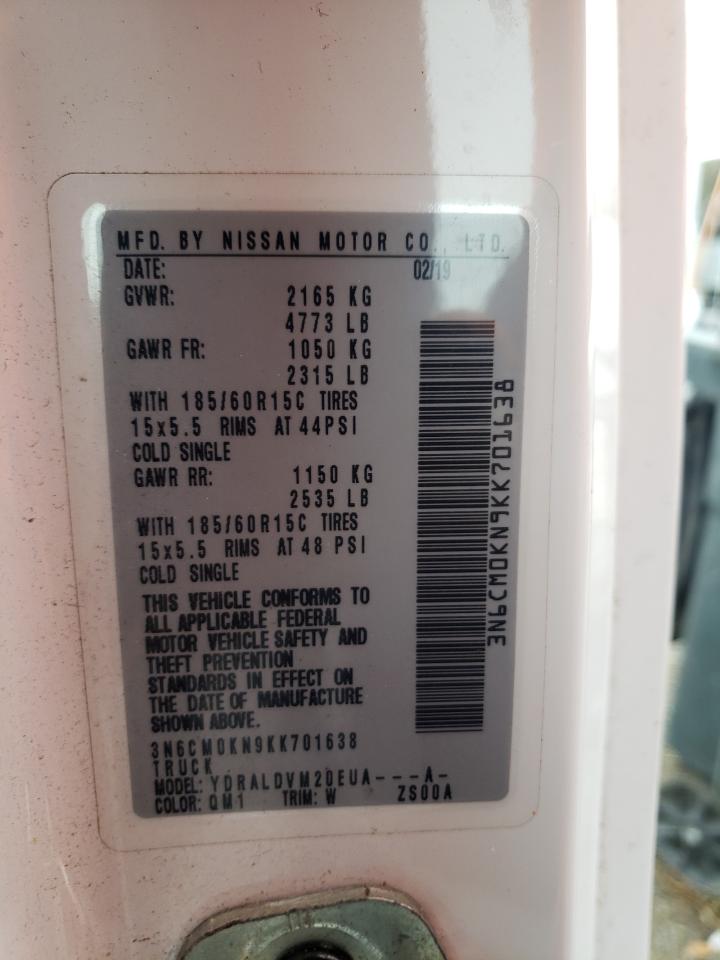 MFD. BY NISSAN MOTOR CO., LTD.
DATE: 02/19
GVWR: 2165 KG
4773 LB
GAWR FR: 1050 KG
2315 LB
WITH 185/60R15C TIRES
15x5.5 RIMS AT 44PSI
COLD SINGLE
GAWR RR: 1150 KG
2535 LB
WITH 185/60R15C TIRES
15x5.5 RIMS AT 48 PSI
COLD SINGLE
THIS VEHICLE CONFORMS TO
ALL APPLICABLE FEDERAL
MOTOR VEHICLE SAFETY AND
THEFT PREVENTION
STANDARDS IN EFFECT ON
THE DATE OF MANUFACTURE
SHOWN ABOVE.
3N6CM0KN9KK701638
TRUCK
MODEL: YDRALDVM20EUA---A-
COLOR: QM1 TRIM: W ZS00A
3N6CM0KN9KK701638